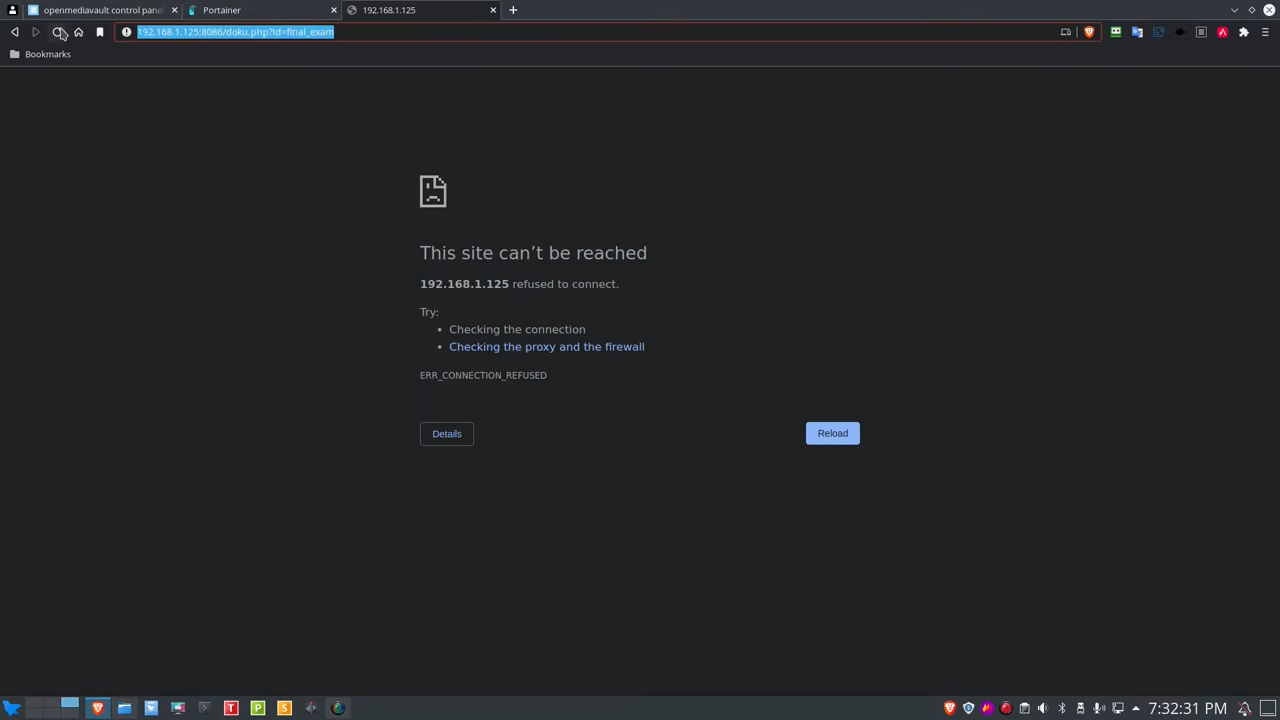 openmediavault control pane
Portainer
192.168.1.125
192.168.1.125:8086/doku.php?id=final_exam
Bookmarks
This site can’t be reached
192.168.1.125 refused to connect.
Try:
• Checking the connection
• Checking the proxy and the firewall
ERR_CONNECTION_REFUSED
Details
Reload
T
P
S
7:32:31 PM